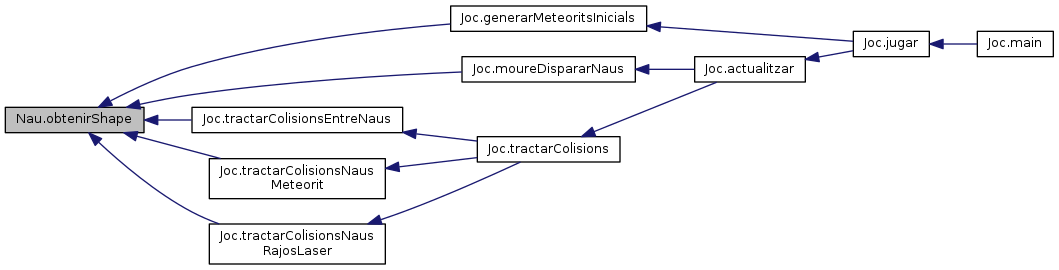 Joc.generarMeteoritsInicials
Joc.jugar
Joc.main
Joc.moureDispararNaus
Joc.actualitzar
Nau.obtenirShape
Joc.tractarColisionsEntreNaus
Joc.tractarColisions
Joc.tractarColisionsNaus
Meteorit
Joc.tractarColisionsNaus
RajosLaser